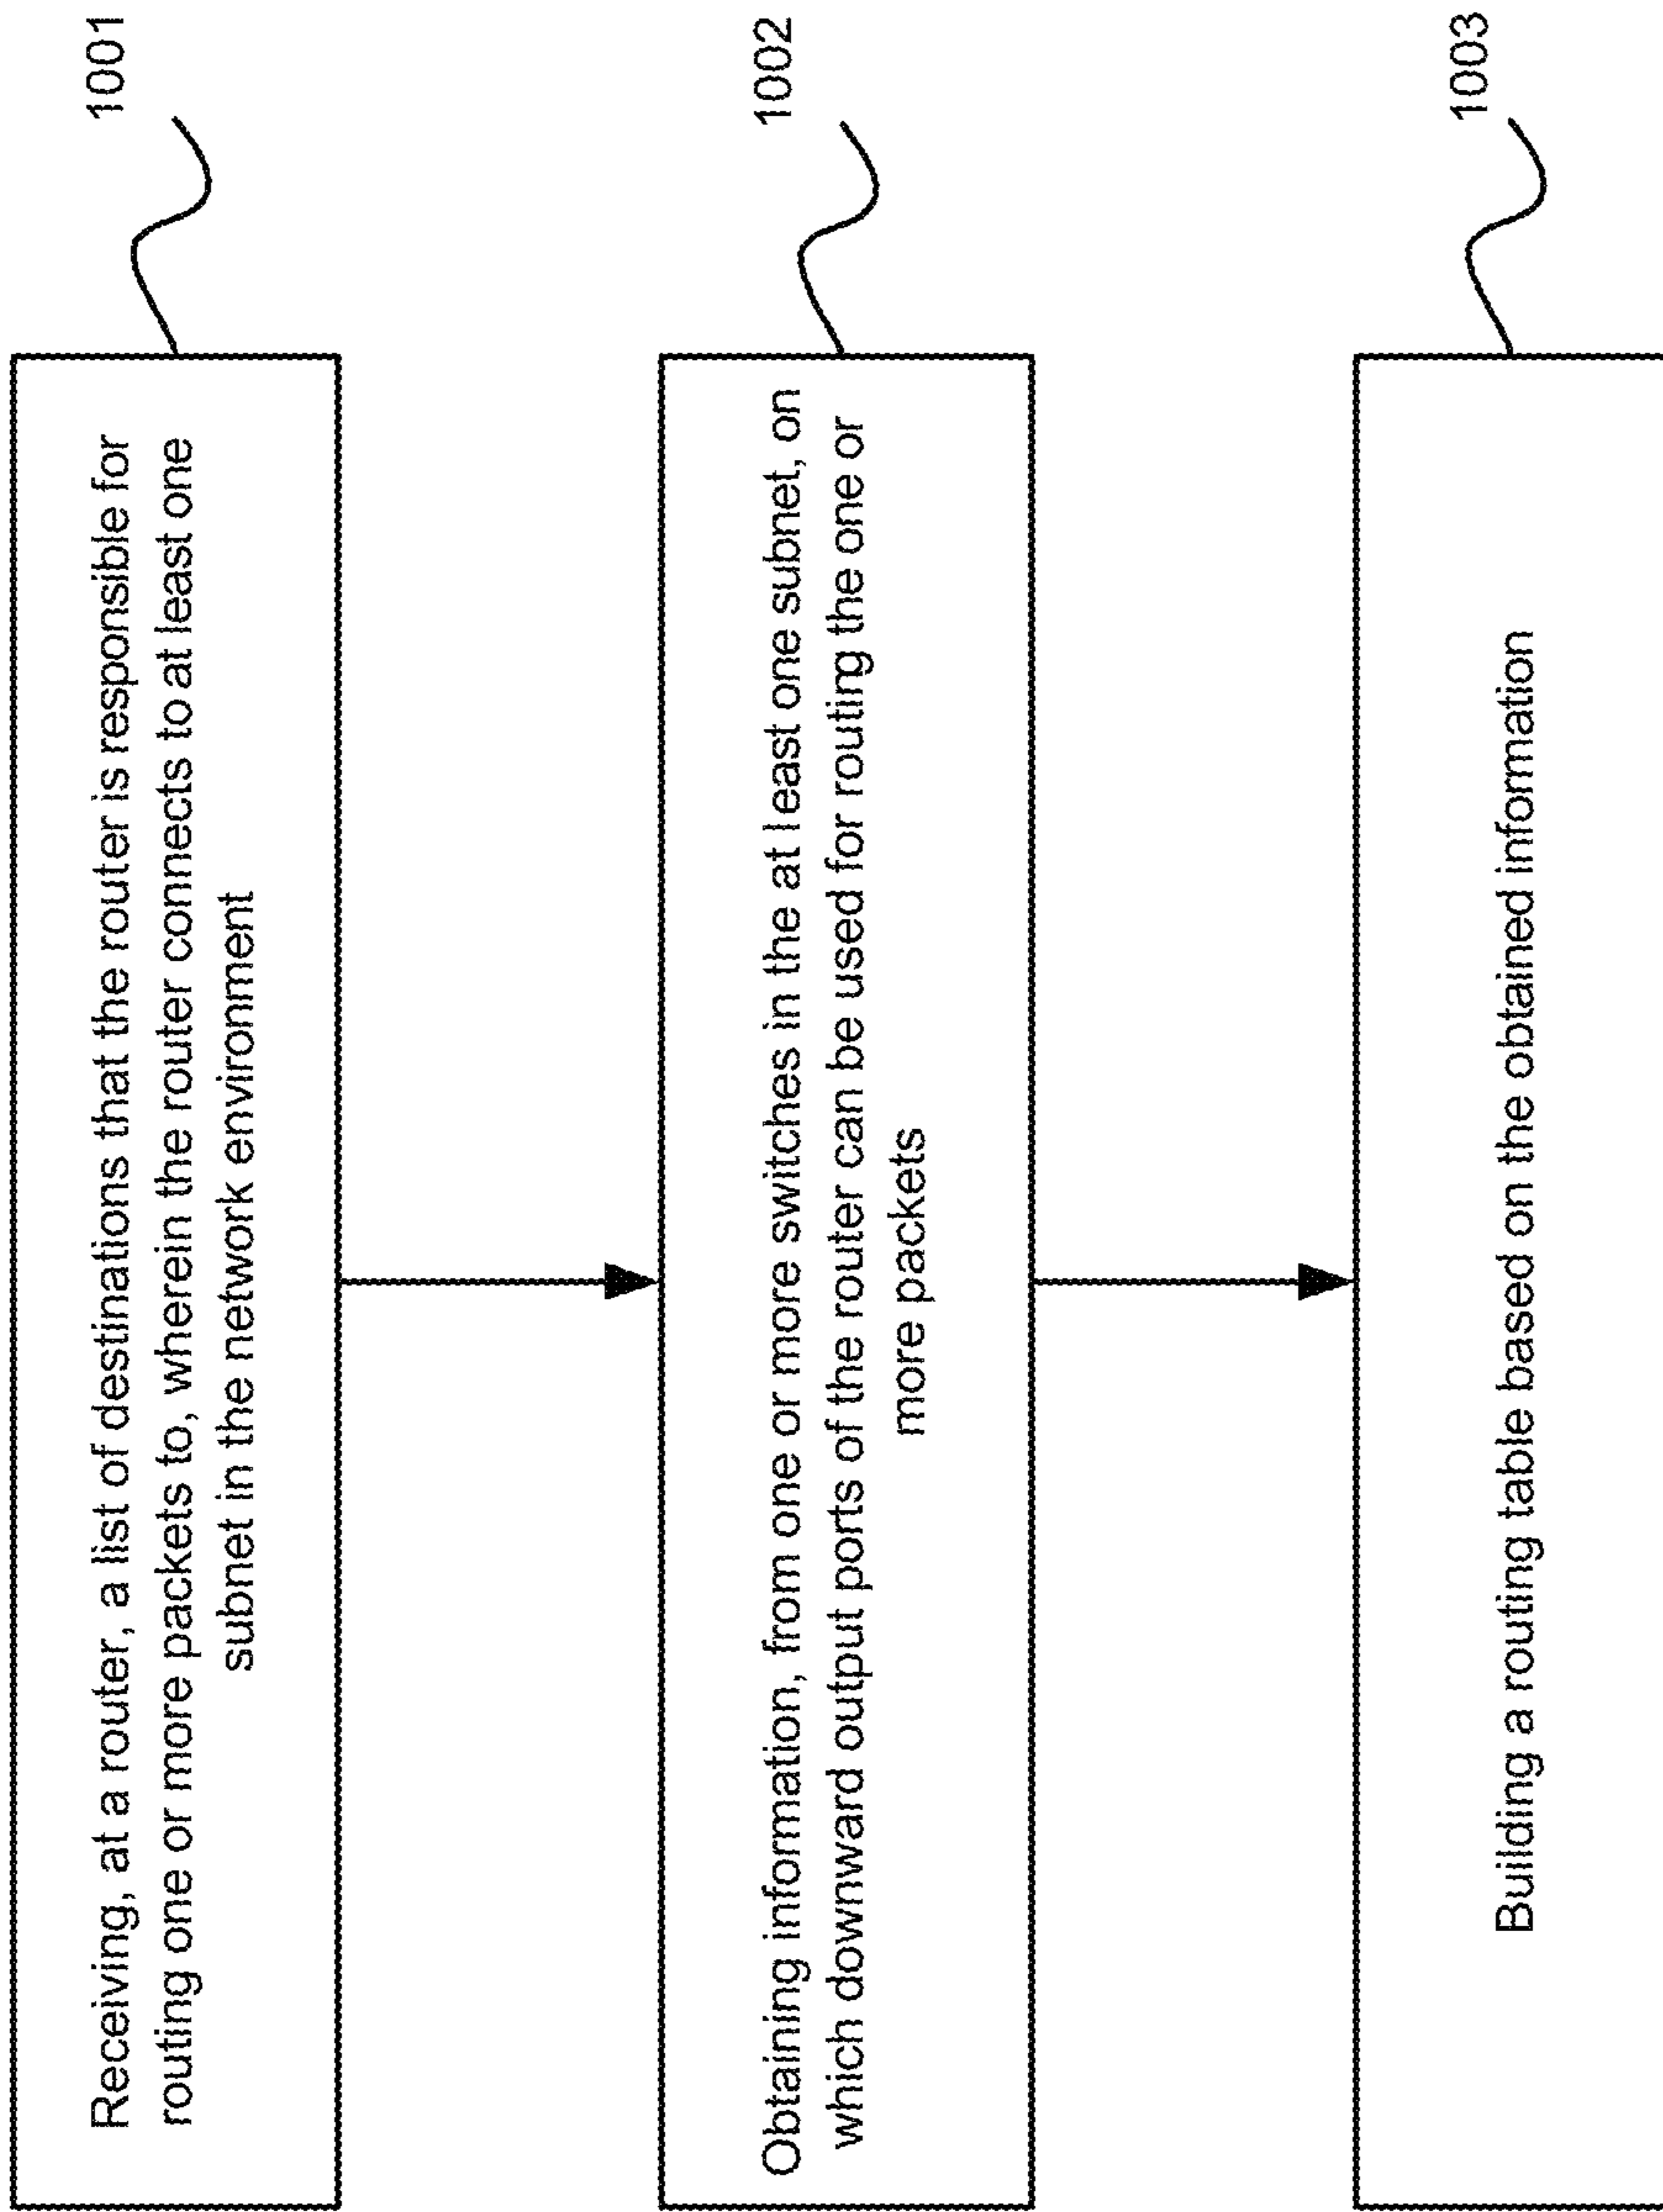 1001
Receiving, at a router, a list of destinations that the router is responsible for
routing one or more packets to, wherein the router connects to at least one
subnet in the network environment
1002
Obtaining information, from one or more switches in the at least one subnet, on
which downward output ports of the router can be used for routing the one or
more packets
1003
Building a routing table based on the obtained information